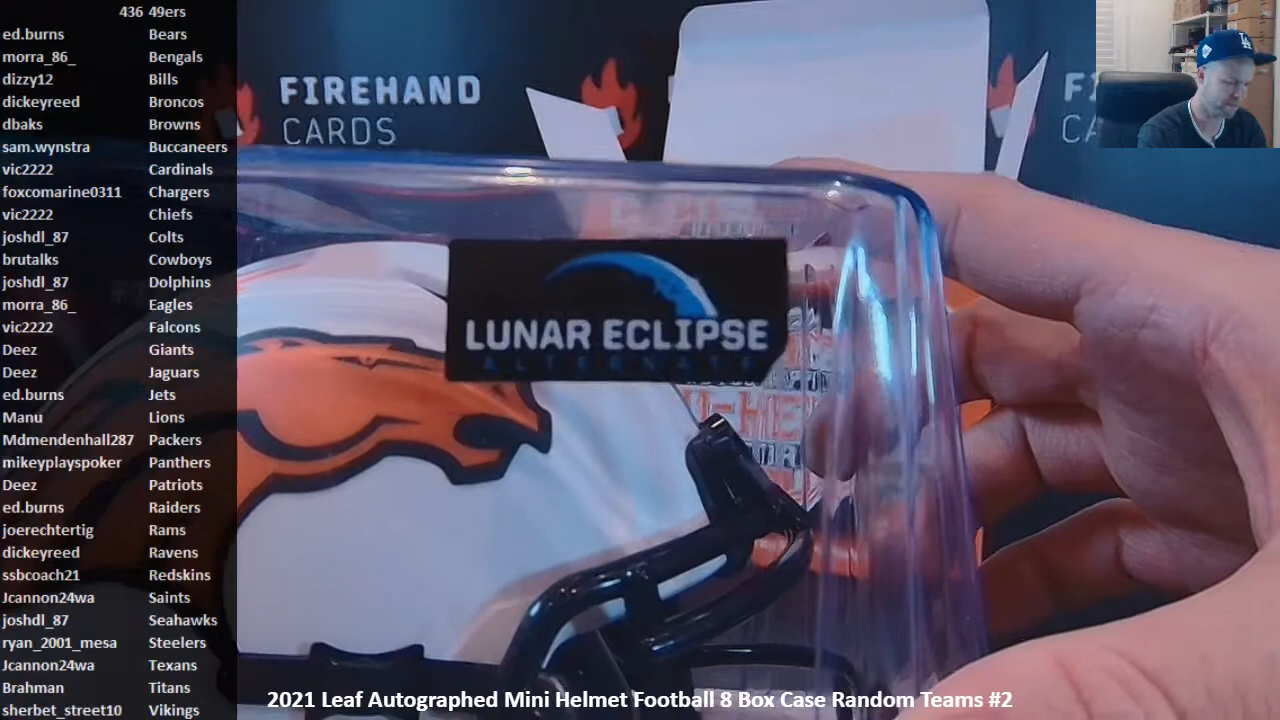 436 49ers
ed.burns Bears
morra_86_ Bengals
dizzy12 Bills
dickeyreed Broncos
dbaks Browns
sam.wynstra Buccaneers
vic2222 Cardinals
foxcomarine0311 Chargers
vic2222 Chiefs
joshdl_87 Colts
brutalks Cowboys
joshdl_87 Dolphins
morra_86_ Eagles
vic2222 Falcons
Deez Giants
Deez Jaguars
ed.burns Jets
Manu Lions
Mdmendenhall287 Packers
mikeyplayspoker Panthers
Deez Patriots
ed.burns Raiders
joerechtertig Rams
dickeyreed Ravens
ssbcoach21 Redskins
Jcannon24wa Saints
joshdl_87 Seahawks
ryan_2001_mesa Steelers
Jcannon24wa Texans
Brahman Titans
sherbet_street10 Vikings
FIREHAND
CARDS
LUNAR ECLIPSE
ALTERNATE
LA
2021 Leaf Autographed Mini Helmet Football 8 Box Case Random Teams #2